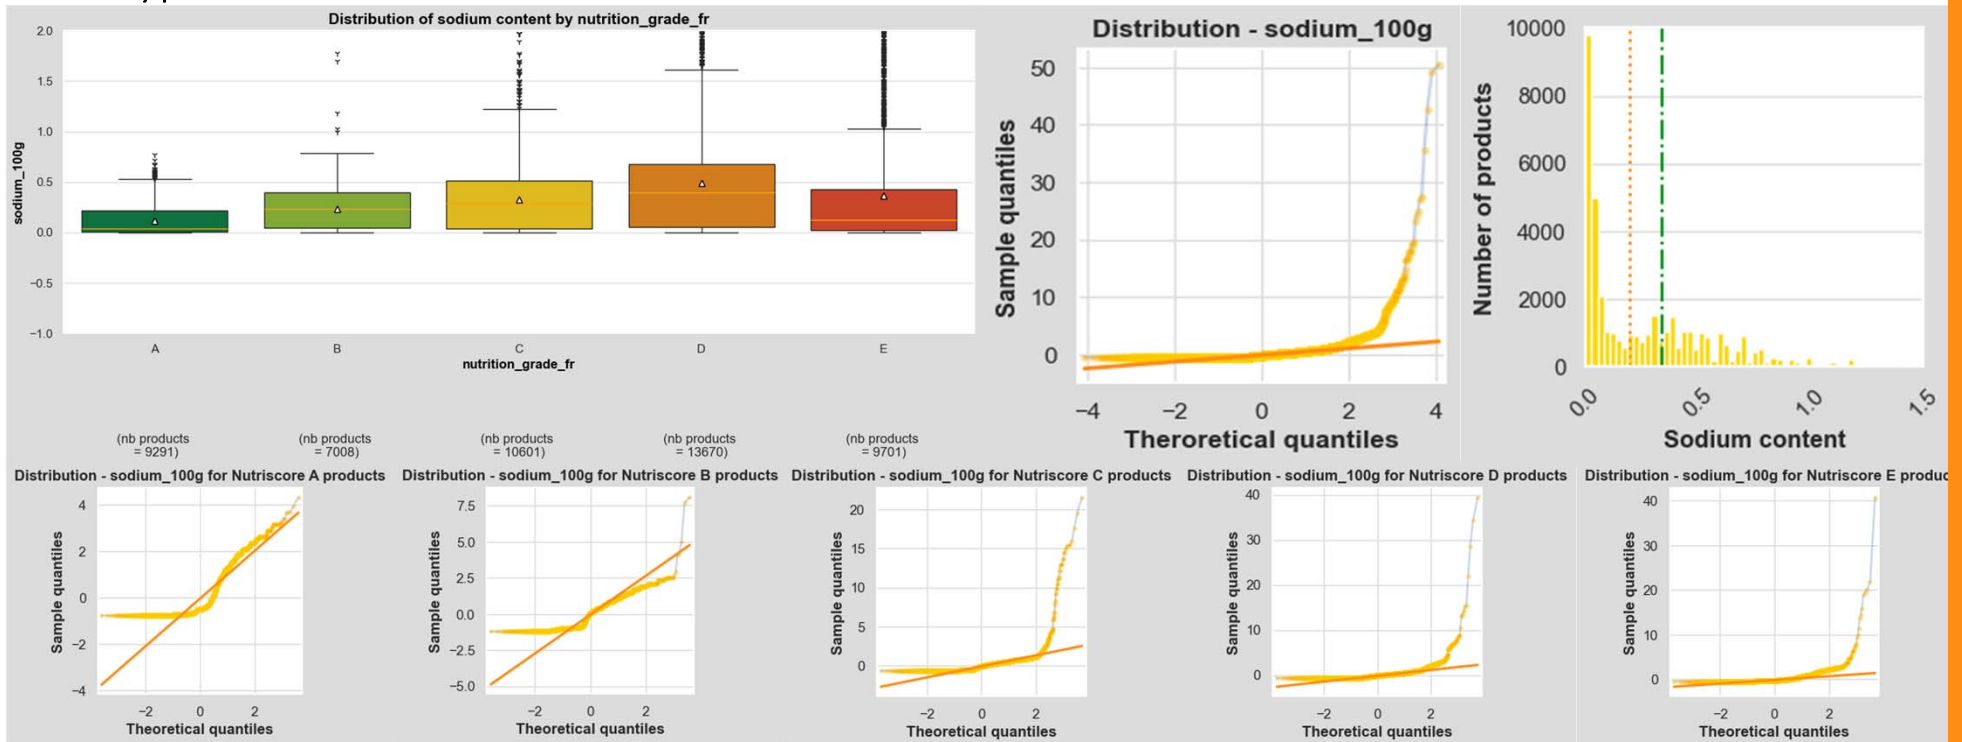 Distribution of sodium content by nutrition_grade_fr
2.0
1.5
1.0
0.5
0.0
−0.5
−1.0
sodium_100g
A B C D E
nutrition_grade_fr
(nb products
= 9291)
(nb products
= 7008)
(nb products
= 10601)
(nb products
= 13670)
(nb products
= 9701)
Distribution - sodium_100g
50
40
30
20
10
0
Sample quantiles
−4 −2 0 2 4
Theroretical quantiles
10000
8000
6000
4000
2000
0
Number of products
0.0 0.5 1.0 1.5
Sodium content
Distribution - sodium_100g for Nutriscore A products
4
2
0
−2
−4
Sample quantiles
−2 0 2
Theoretical quantiles
Distribution - sodium_100g for Nutriscore B products
7.5
5.0
2.5
0.0
−2.5
−5.0
Sample quantiles
−2 0 2
Theoretical quantiles
Distribution - sodium_100g for Nutriscore C products
20
15
10
5
0
Sample quantiles
−2 0 2
Theoretical quantiles
Distribution - sodium_100g for Nutriscore D products
40
30
20
10
0
Sample quantiles
−2 0 2
Theoretical quantiles
Distribution - sodium_100g for Nutriscore E produc
40
30
20
10
0
Sample quantiles
−2 0 2
Theoretical quantiles